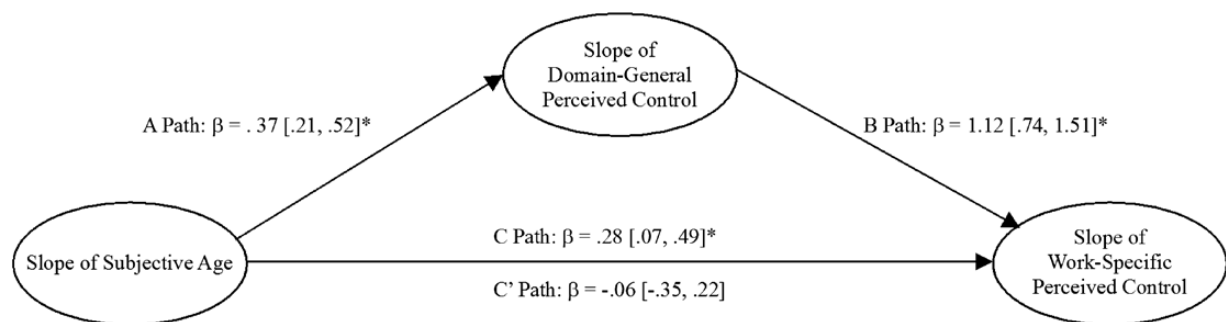 Slope of
Domain-General
Perceived Control
A Path: β = . 37 [.21, .52]*
B Path: β = 1.12 [.74, 1.51]*
Slope of Subjective Age
C Path: β = .28 [.07, .49]*
C’ Path: β = -.06 [-.35, .22]
Slope of
Work-Specific
Perceived Control